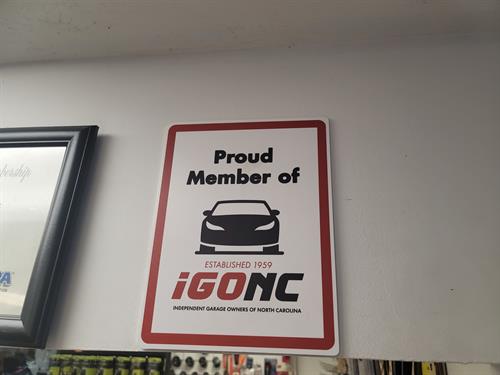 Proud
Member of
ESTABLISHED 1959
iGONC
INDEPENDENT GARAGE OWNERS OF NORTH CAROLINA